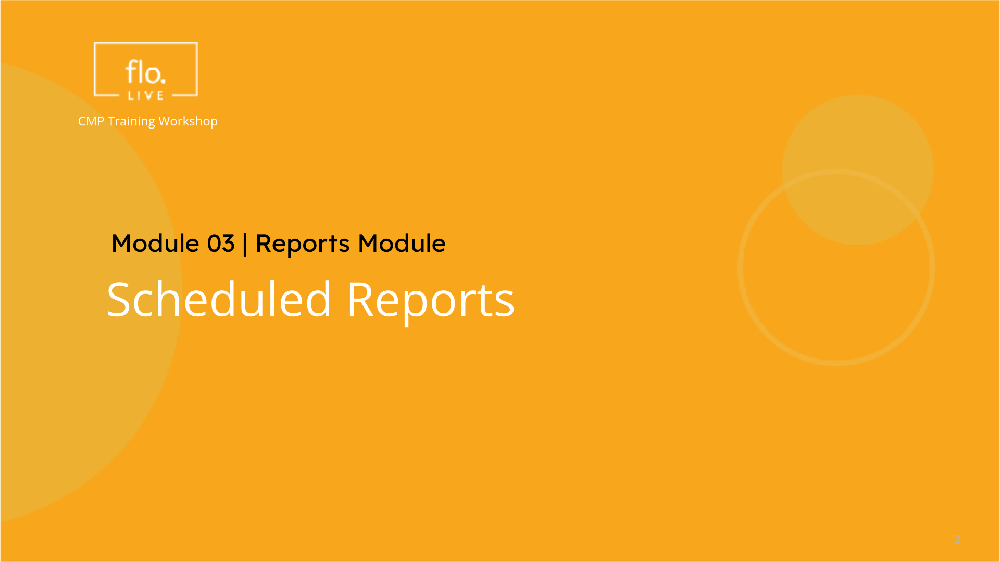 flo.
LIVE
CMP Training Workshop
Module 03 | Reports Module
Scheduled Reports
2